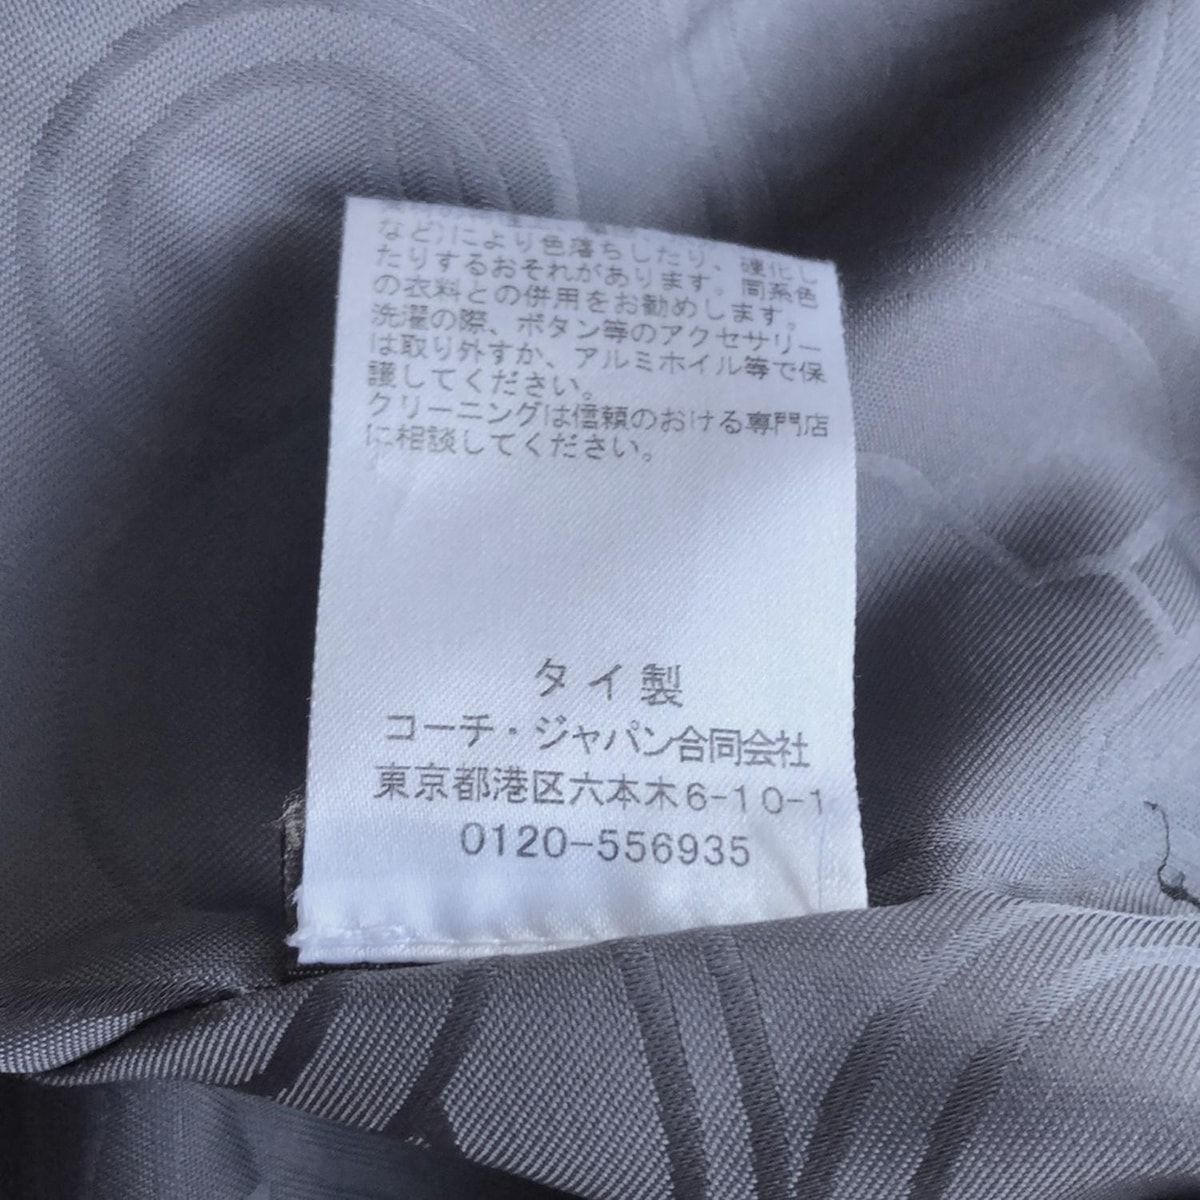 など)により色落ちしたり、硬化し
たりするおそれがあります。同系色
の衣料との併用をお勧めします。
洗濯の際、ボタン等のアクセサリー
は取り外すか、アルミホイル等で保
護してください。
クリーニングは信頼のおける専門店
に相談してください。
タイ製
コーチ・ジャパン合同会社
東京都港区六本木6-10-1
0120-556935